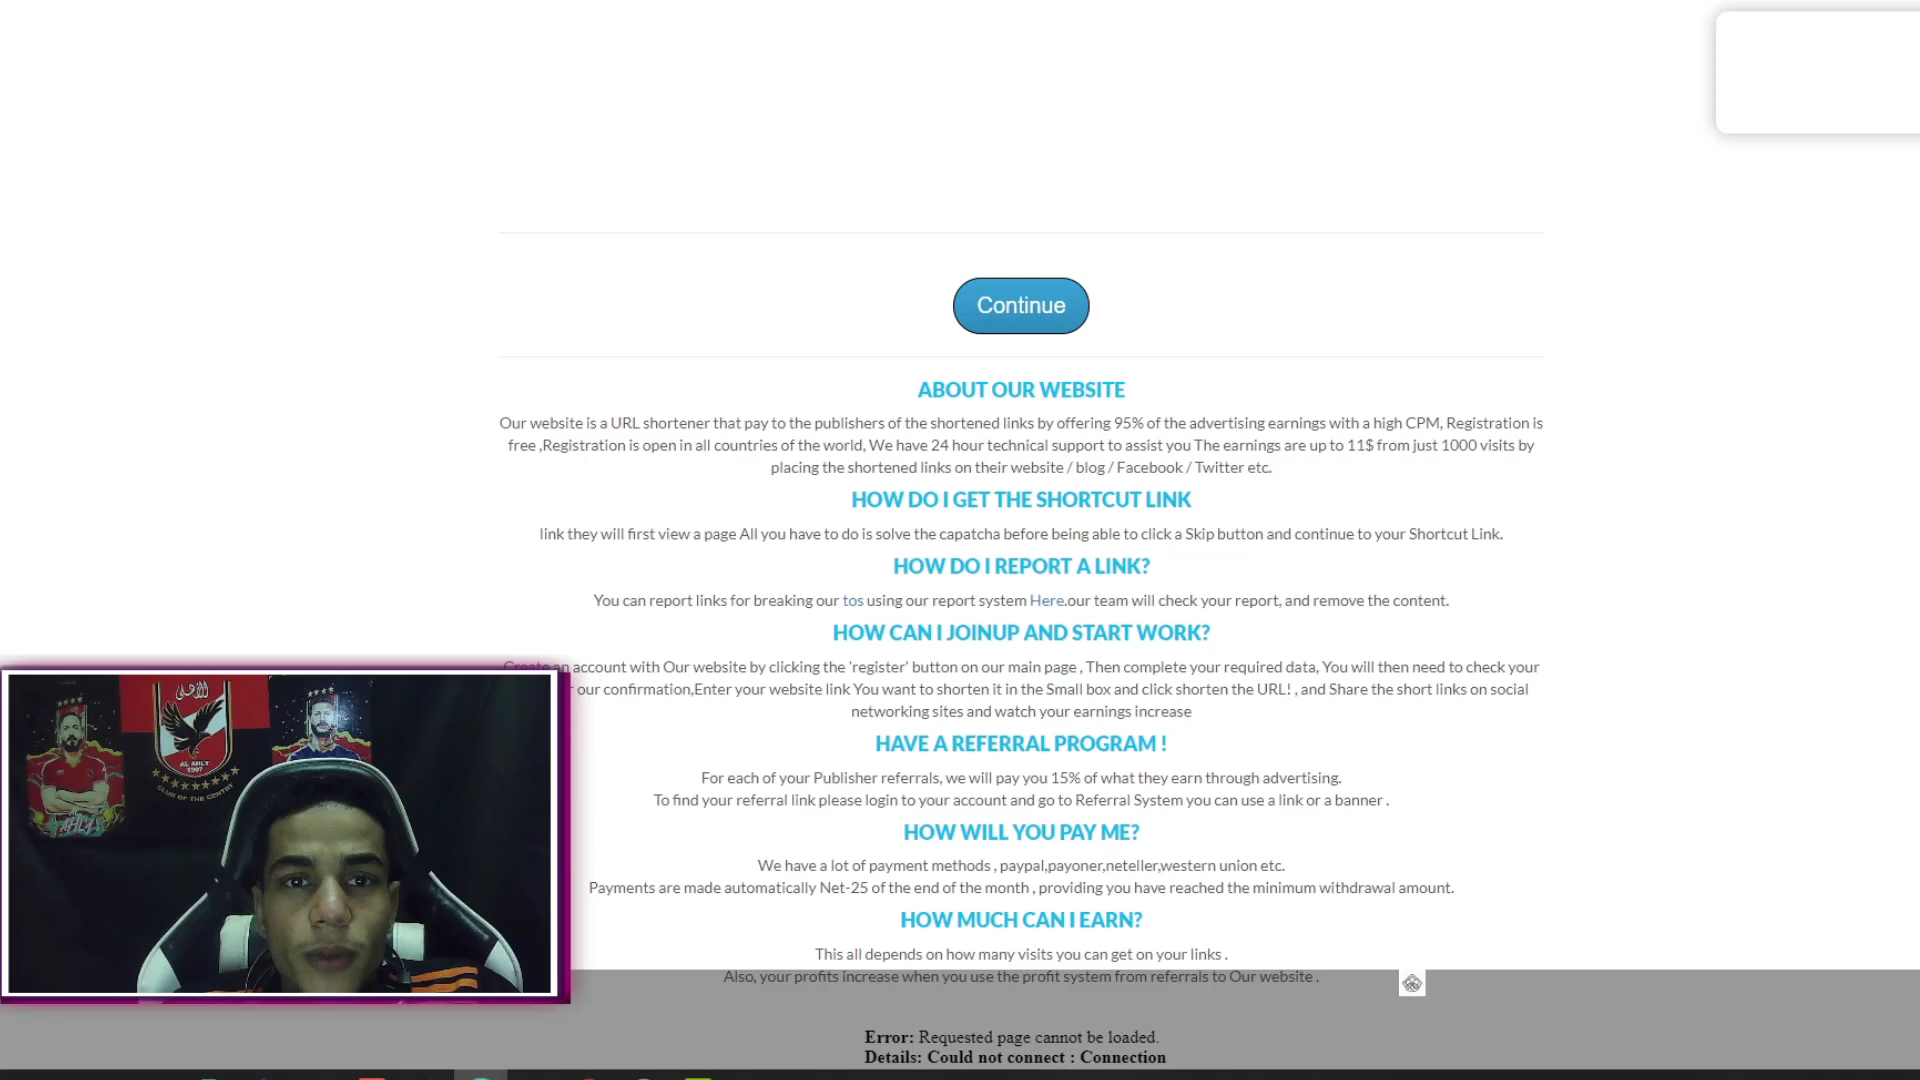 Continue
ABOUT OUR WEBSITE
Our website is a URL shortener that pay to the publishers of the shortened links by offering 95% of the advertising earnings with a high CPM, Registration is
free ,Registration is open in all countries of the world, We have 24 hour technical support to assist you The earnings are up to 11$ from just 1000 visits by
placing the shortened links on their website / blog / Facebook / Twitter etc.
HOW DO I GET THE SHORTCUT LINK
link they will first view a page All you have to do is solve the capatcha before being able to click a Skip button and continue to your Shortcut Link.
HOW DO I REPORT A LINK?
You can report links for breaking our tos using our report system Here.our team will check your report, and remove the content.
HOW CAN I JOINUP AND START WORK?
Create an account with Our website by clicking the 'register' button on our main page , Then complete your required data, You will then need to check your
our confirmation,Enter your website link You want to shorten it in the Small box and click shorten the URL! , and Share the short links on social
networking sites and watch your earnings increase
HAVE A REFERRAL PROGRAM !
For each of your Publisher referrals, we will pay you 15% of what they earn through advertising.
To find your referral link please login to your account and go to Referral System you can use a link or a banner .
HOW WILL YOU PAY ME?
We have a lot of payment methods , paypal,payoner,neteller,western union etc.
Payments are made automatically Net-25 of the end of the month , providing you have reached the minimum withdrawal amount.
HOW MUCH CAN I EARN?
This all depends on how many visits you can get on your links .
Also, your profits increase when you use the profit system from referrals to Our website .
Error: Requested page cannot be loaded.
Details: Could not connect : Connection
الأهلي
AL AHLY
1907
CLUB OF THE CENTRY